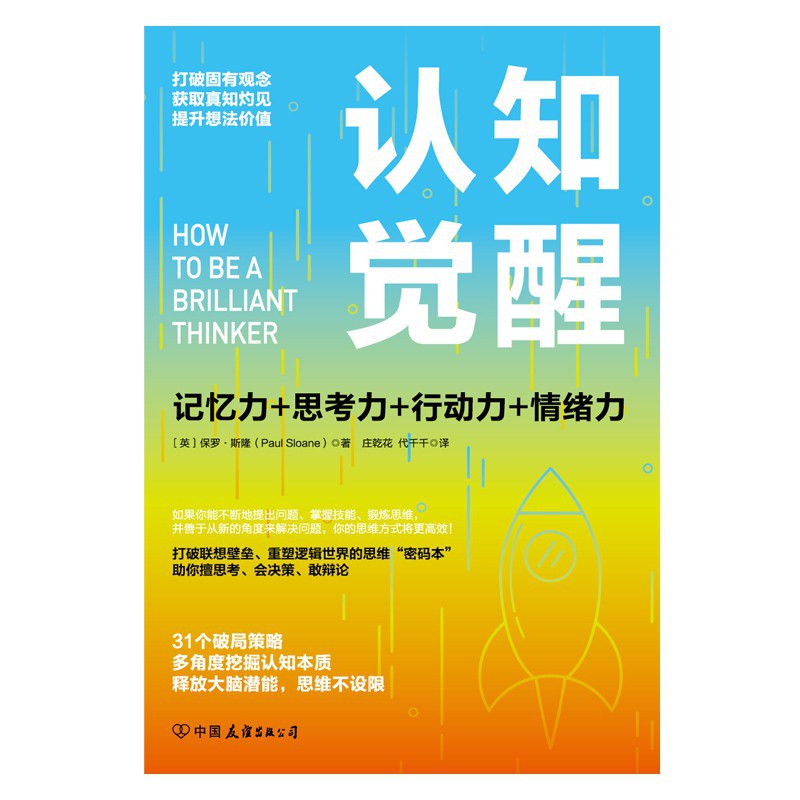 打破固有观念
获取真知灼见
提升想法价值
认知
觉醒
HOW
TO BE A
BRILLIANT
THINKER
记忆力+思考力+行动力+情绪力
［英］保罗·斯隆（Paul Sloane）◎著 庄乾花 代千千◎译
如果你能不断地提出问题、掌握技能、锻炼思维，
并善于从新的角度来解决问题，你的思维方式将更高效！
打破联想壁垒、重塑逻辑世界的思维“密码本”
助你擅思考、会决策、敢辩论
31个破局策略
多角度挖掘认知本质
释放大脑潜能，思维不设限
中国友谊出版公司